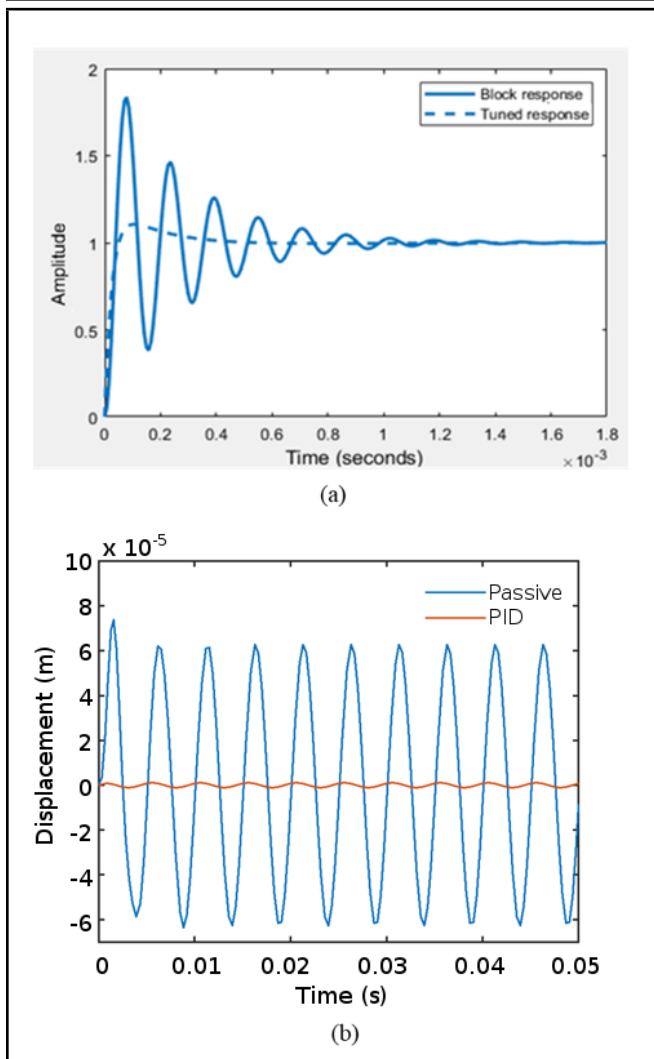 2
Block response
Tuned response
1.5
1
0.5
0
Amplitude
0 0.2 0.4 0.6 0.8 1 1.2 1.4 1.6 1.8
Time (seconds)
×10⁻³
(a)
x 10⁻⁵
10
Passive
PID
8
6
4
2
0
-2
-4
-6
Displacement (m)
0 0.01 0.02 0.03 0.04 0.05
Time (s)
(b)